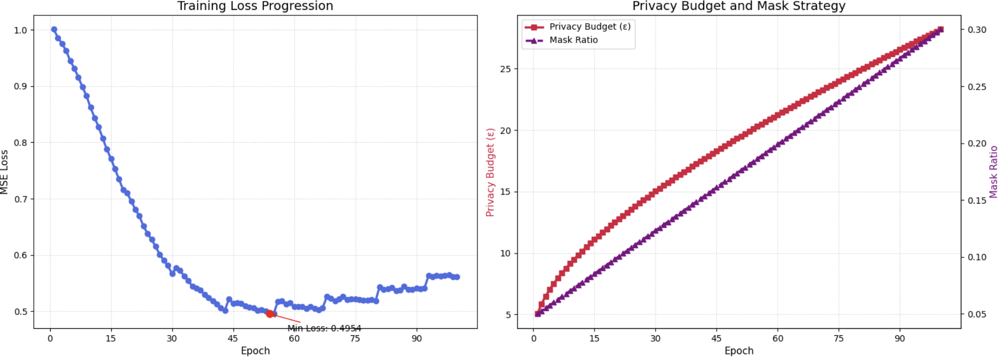 Training Loss Progression
1.0
0.9
0.8
0.7
0.6
0.5
MSE Loss
Min Loss: 0.4954
0 15 30 45 60 75 90
Epoch
Privacy Budget and Mask Strategy
Privacy Budget (ε)
Mask Ratio
25
20
15
10
5
Privacy Budget (ε)
0.30
0.25
0.20
0.15
0.10
0.05
Mask Ratio
0 15 30 45 60 75 90
Epoch